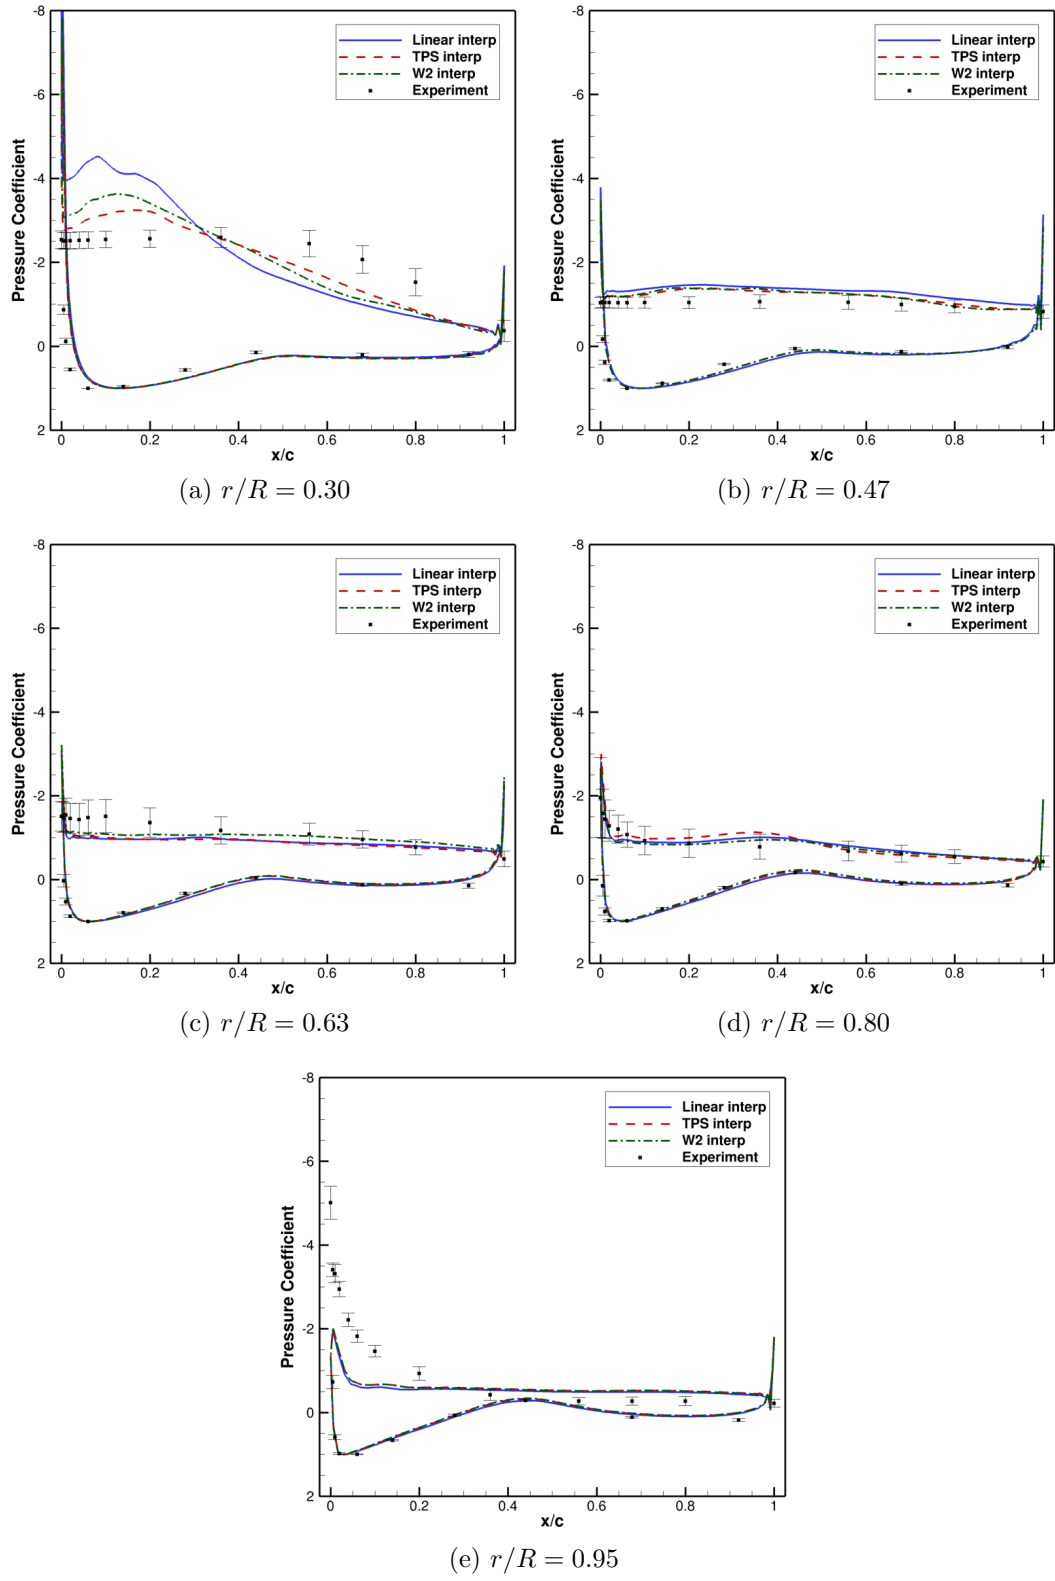 -8
-6
-4
-2
0
2
Pressure Coefficient
0 0.2 0.4 0.6 0.8 1
x/c
Linear interp
TPS interp
W2 interp
Experiment
(a) r/R = 0.30
-8
-6
-4
-2
0
2
Pressure Coefficient
0 0.2 0.4 0.6 0.8 1
x/c
Linear interp
TPS interp
W2 interp
Experiment
(b) r/R = 0.47
-8
-6
-4
-2
0
2
Pressure Coefficient
0 0.2 0.4 0.6 0.8 1
x/c
Linear interp
TPS interp
W2 interp
Experiment
(c) r/R = 0.63
-8
-6
-4
-2
0
2
Pressure Coefficient
0 0.2 0.4 0.6 0.8 1
x/c
Linear interp
TPS interp
W2 interp
Experiment
(d) r/R = 0.80
-8
-6
-4
-2
0
2
Pressure Coefficient
0 0.2 0.4 0.6 0.8 1
x/c
Linear interp
TPS interp
W2 interp
Experiment
(e) r/R = 0.95